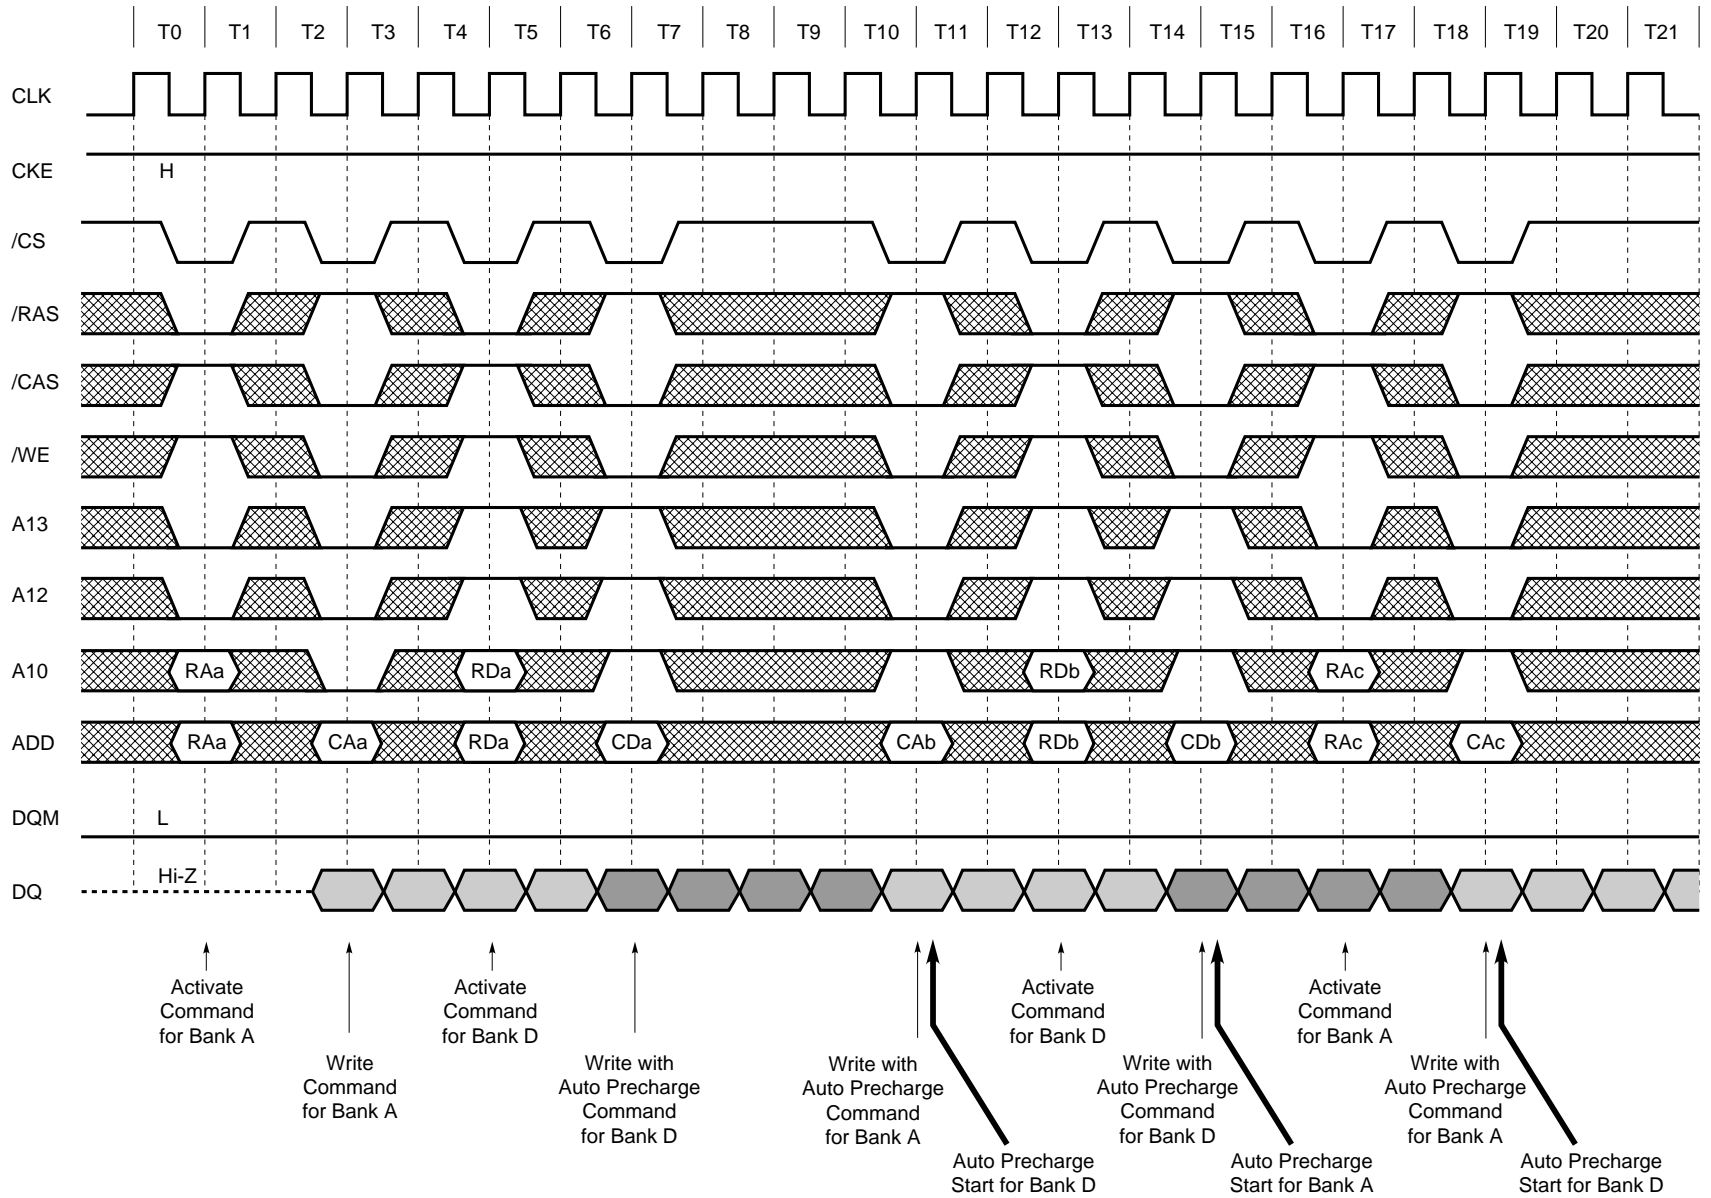 T0 T1 T2 T3 T4 T5 T6 T7 T8 T9 T10 T11 T12 T13 T14 T15 T16 T17 T18 T19 T20 T21
CLK
CKE H
/CS
/RAS
/CAS
/WE
A13
A12
A10 RAa RDa RDb RAc
ADD RAa CAa RDa CDa CAb RDb CDb RAc CAc
DQM L
DQ Hi-Z
Activate
Command
for Bank A
Write
Command
for Bank A
Activate
Command
for Bank D
Write with
Auto Precharge
Command
for Bank D
Write with
Auto Precharge
Command
for Bank A
Auto Precharge
Start for Bank D
Activate
Command
for Bank D
Write with
Auto Precharge
Command
for Bank D
Auto Precharge
Start for Bank A
Activate
Command
for Bank A
Write with
Auto Precharge
Command
for Bank A
Auto Precharge
Start for Bank D